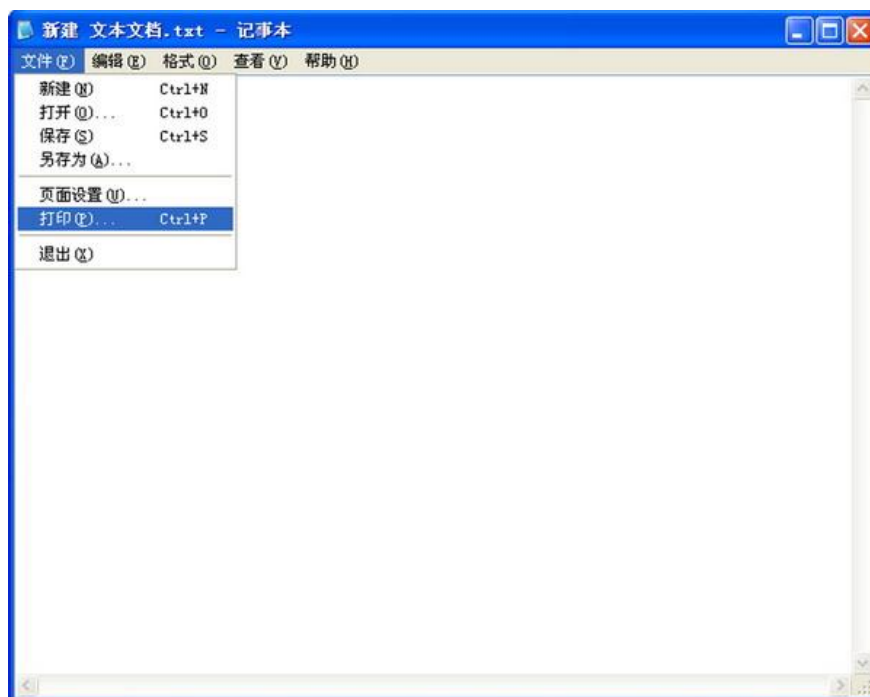 新建 文本文档.txt - 记事本
文件(F) 编辑(E) 格式(O) 查看(V) 帮助(H)
新建(N) Ctrl+N
打开(O)... Ctrl+O
保存(S) Ctrl+S
另存为(A)...
页面设置(U)...
打印(P)... Ctrl+P
退出(X)